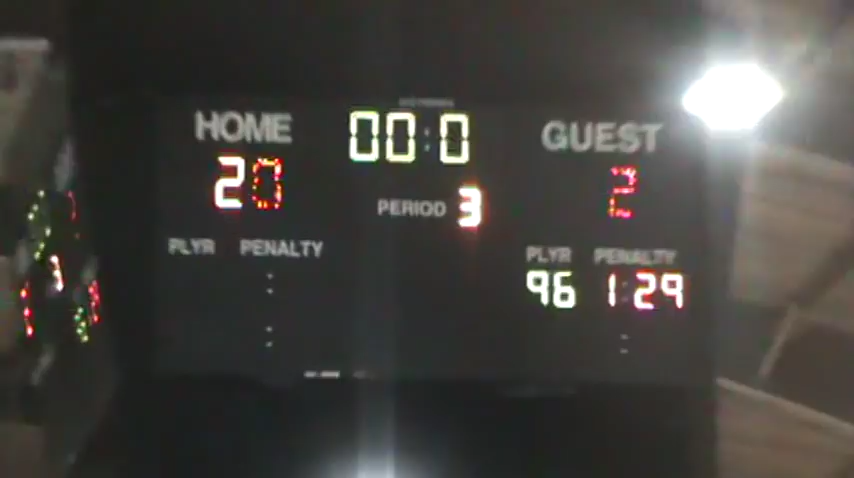 HOME 00:0 GUEST
20 PERIOD 3 2
PLYR PENALTY PLYR PENALTY
: 96 1:29
: :